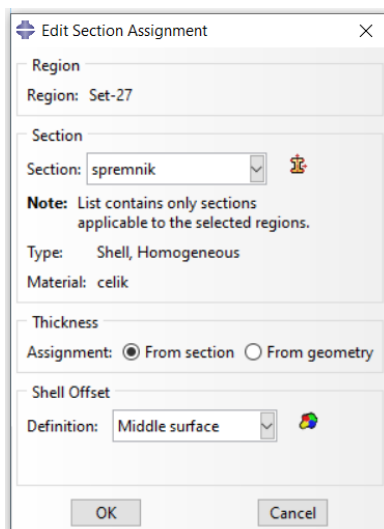 Edit Section Assignment
Region
Region: Set-27
Section
Section: spremnik
Note: List contains only sections
applicable to the selected regions.
Type: Shell, Homogeneous
Material: celik
Thickness
Assignment: From section From geometry
Shell Offset
Definition: Middle surface
OK Cancel